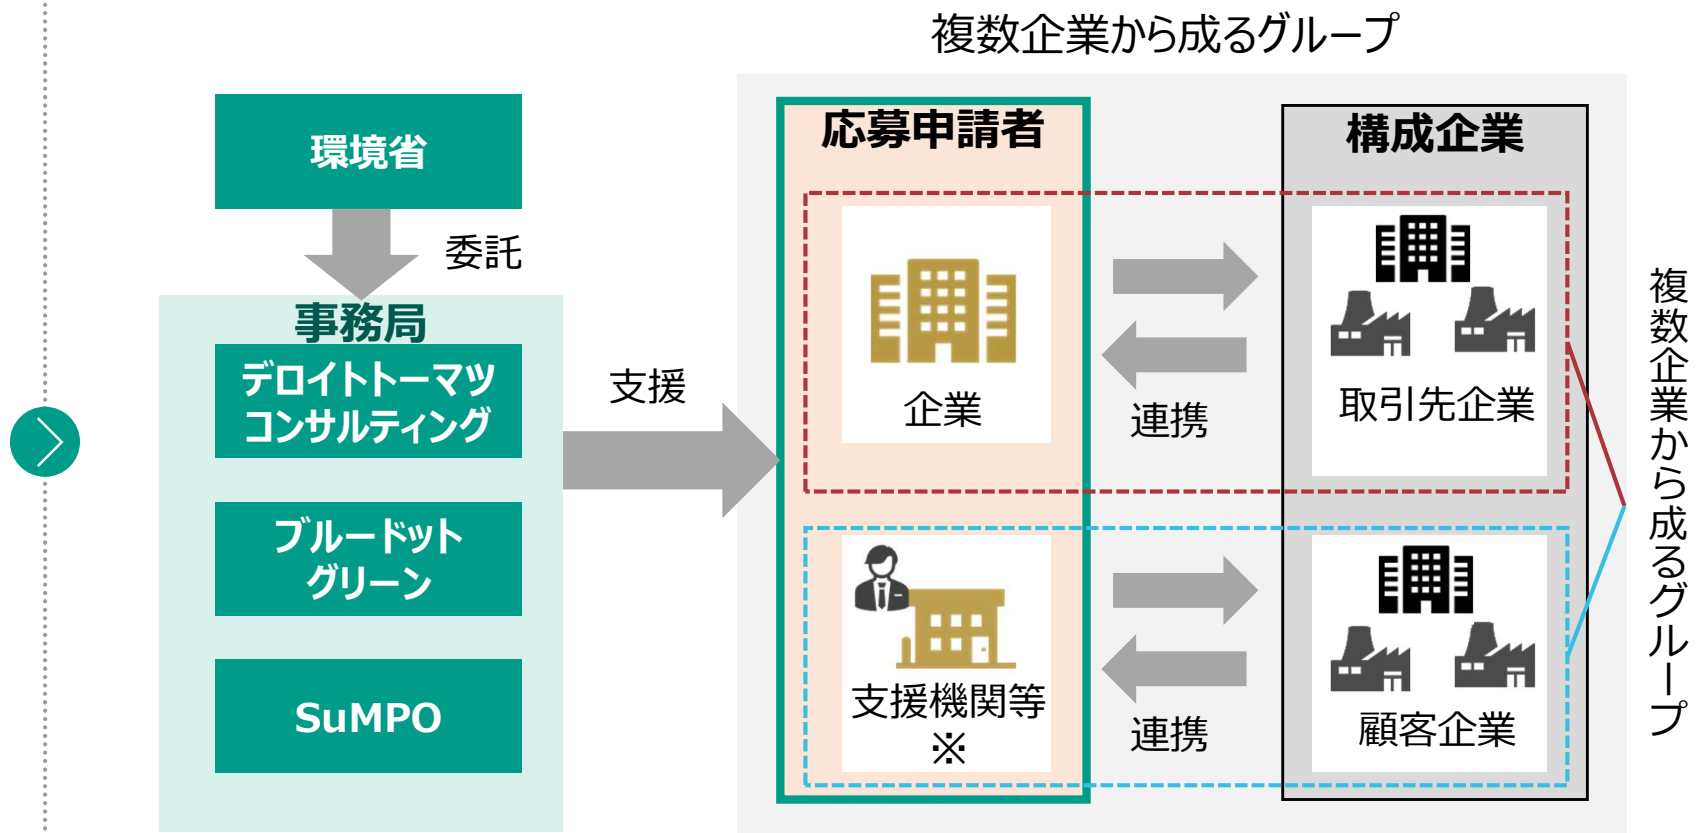 複数企業から成るグループ
環境省
委託
事務局
デロイトトーマツ
コンサルティング
ブルードット
グリーン
SuMPO
支援
応募申請者
構成企業
企業
連携
取引先企業
支援機関等
※
連携
顧客企業
複数企業から成るグループ